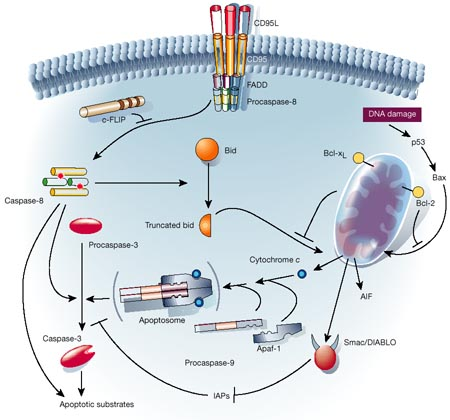 CD95L
CD95
FADD
Procaspase-8
c-FLIP
DNA damage
p53
Bid
Bcl-xL
Bax
Caspase-8
Bcl-2
Truncated bid
Procaspase-3
Cytochrome c
AIF
Apoptosome
Caspase-3
Apaf-1
Smac/DIABLO
Procaspase-9
IAPs
Apoptotic substrates